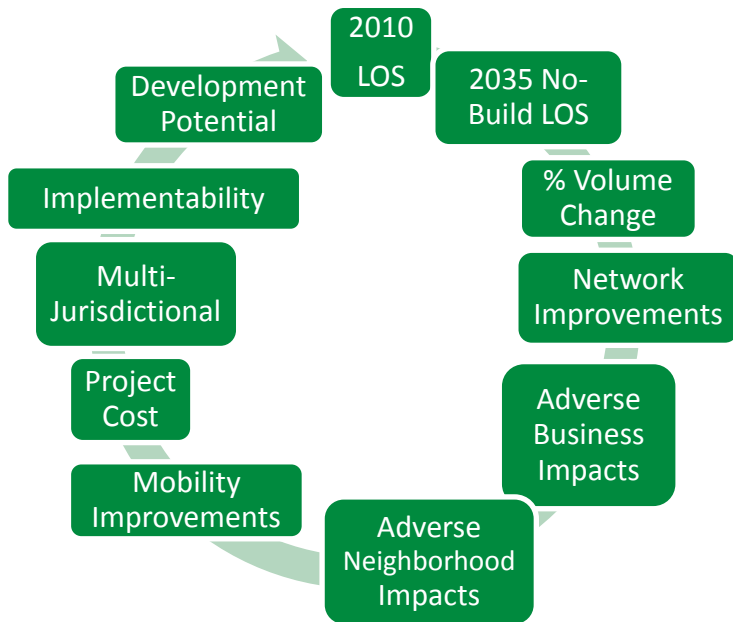 2010
LOS
2035 No-
Build LOS
% Volume
Change
Network
Improvements
Adverse
Business
Impacts
Adverse
Neighborhood
Impacts
Mobility
Improvements
Project
Cost
Multi-
Jurisdictional
Implementability
Development
Potential